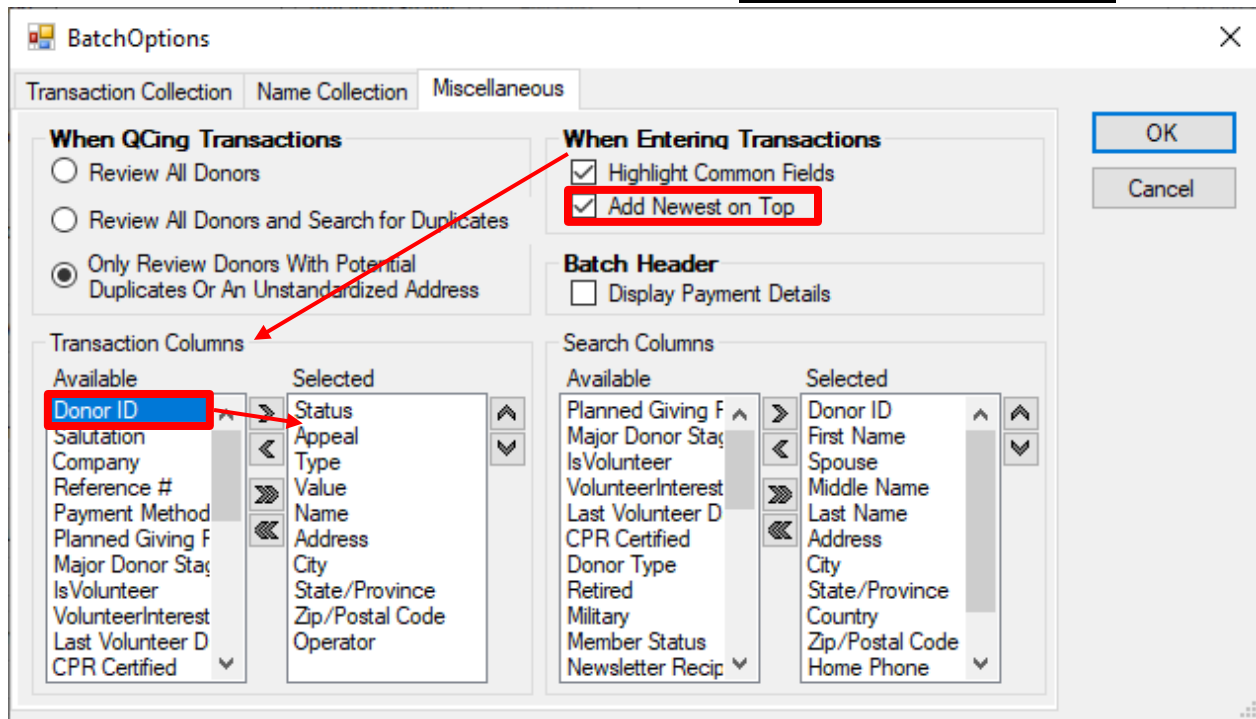 BatchOptions
Transaction Collection Name Collection Miscellaneous
When QCing Transactions
Review All Donors
Review All Donors and Search for Duplicates
Only Review Donors With Potential
Duplicates Or An Unstandardized Address
When Entering Transactions
Highlight Common Fields
Add Newest on Top
Batch Header
Display Payment Details
OK
Cancel
Transaction Columns
Available
Donor ID
Salutation
Company
Reference #
Payment Method
Planned Giving F
Major Donor Stag
IsVolunteer
VolunteerInterest
Last Volunteer D
CPR Certified
Selected
Status
Appeal
Type
Value
Name
Address
City
State/Province
Zip/Postal Code
Operator
Search Columns
Available
Planned Giving F
Major Donor Stag
IsVolunteer
VolunteerInterest
Last Volunteer D
CPR Certified
Donor Type
Retired
Military
Member Status
Newsletter Recip
Selected
Donor ID
First Name
Spouse
Middle Name
Last Name
Address
City
State/Province
Country
Zip/Postal Code
Home Phone